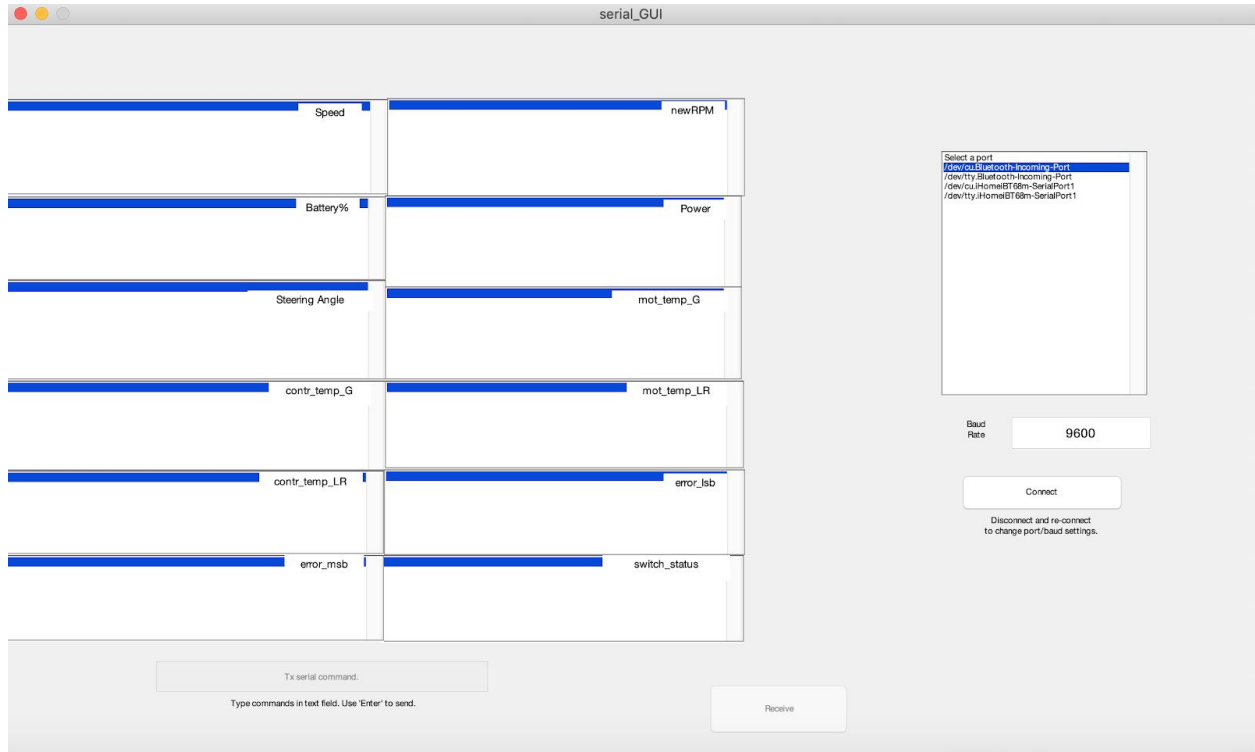 serial_GUI
Speed
newRPM
Battery%
Power
Steering Angle
mot_temp_G
contr_temp_G
mot_temp_LR
contr_temp_LR
error_lsb
error_msb
switch_status
Select a port
/dev/cu.Bluetooth-Incoming-Port
/dev/tty.Bluetooth-Incoming-Port
/dev/cu.iHomeiBT68m-SerialPort1
/dev/tty.iHomeiBT68m-SerialPort1
Baud
Rate
9600
Connect
Disconnect and re-connect
to change port/baud settings.
Tx serial command.
Type commands in text field. Use 'Enter' to send.
Receive